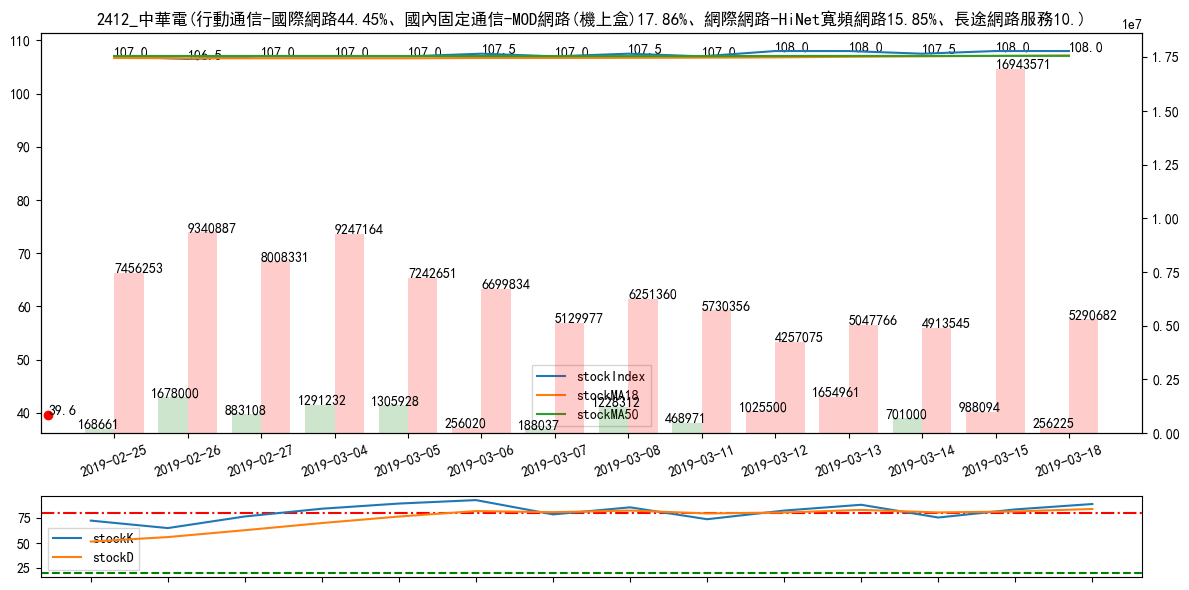 2412_中華電(行動通信-國際網路44.45%、國內固定通信-MOD網路(機上盒)17.86%、網際網路-HiNet寬頻網路15.85%、長途網路服務10.)
1e7
110
100
90
80
70
60
50
40
1.75
1.50
1.25
1.00
0.75
0.50
0.25
0.00
107.0 106.5 107.0 107.0 107.0 107.5 107.0 107.5 107.0 108.0 108.0 107.5 108.0 108.0
7456253 9340887 8008331 9247164 7242651 6699834 5129977 6251360 5730356 4257075 5047766 4913545 16943571 5290682
39.6
168661 1678000 883108 1291232 1305928 256020 188037 1228312 468971 1025500 1654961 701000 988094 256225
stockIndex
stockMA18
stockMA50
2019-02-25 2019-02-26 2019-02-27 2019-03-04 2019-03-05 2019-03-06 2019-03-07 2019-03-08 2019-03-11 2019-03-12 2019-03-13 2019-03-14 2019-03-15 2019-03-18
75
50
25
stockK
stockD